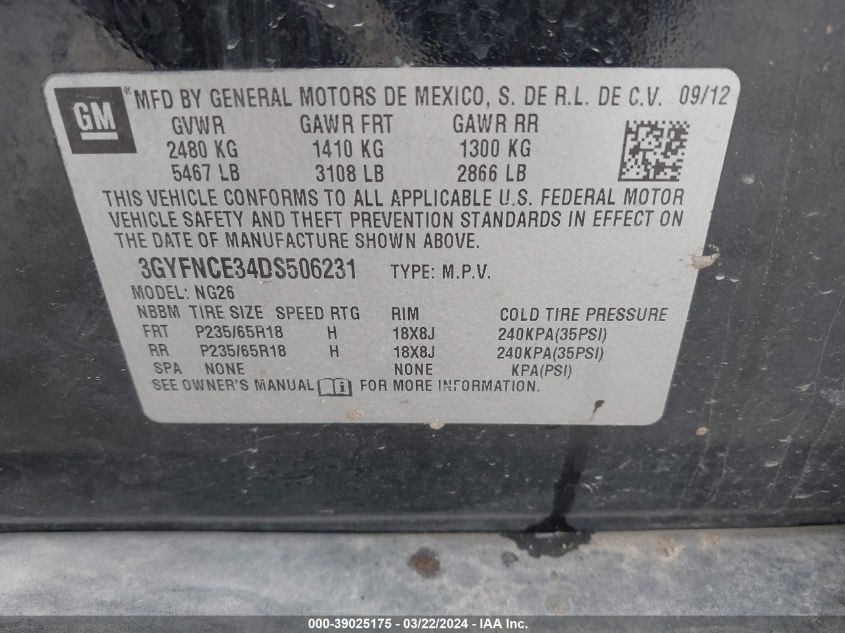 GM ® MFD BY GENERAL MOTORS DE MEXICO, S. DE R.L. DE C.V. 09/12
GVWR GAWR FRT GAWR RR
2480 KG 1410 KG 1300 KG
5467 LB 3108 LB 2866 LB
THIS VEHICLE CONFORMS TO ALL APPLICABLE U.S. FEDERAL MOTOR
VEHICLE SAFETY AND THEFT PREVENTION STANDARDS IN EFFECT ON
THE DATE OF MANUFACTURE SHOWN ABOVE.
3GYFNCE34DS506231 TYPE: M.P.V.
MODEL: NG26
NBBM TIRE SIZE SPEED RTG RIM COLD TIRE PRESSURE
FRT P235/65R18 H 18X8J 240KPA(35PSI)
RR P235/65R18 H 18X8J 240KPA(35PSI)
SPA NONE NONE KPA(PSI)
SEE OWNER'S MANUAL FOR MORE INFORMATION.
000-39025175 - 03/22/2024 - IAA Inc.